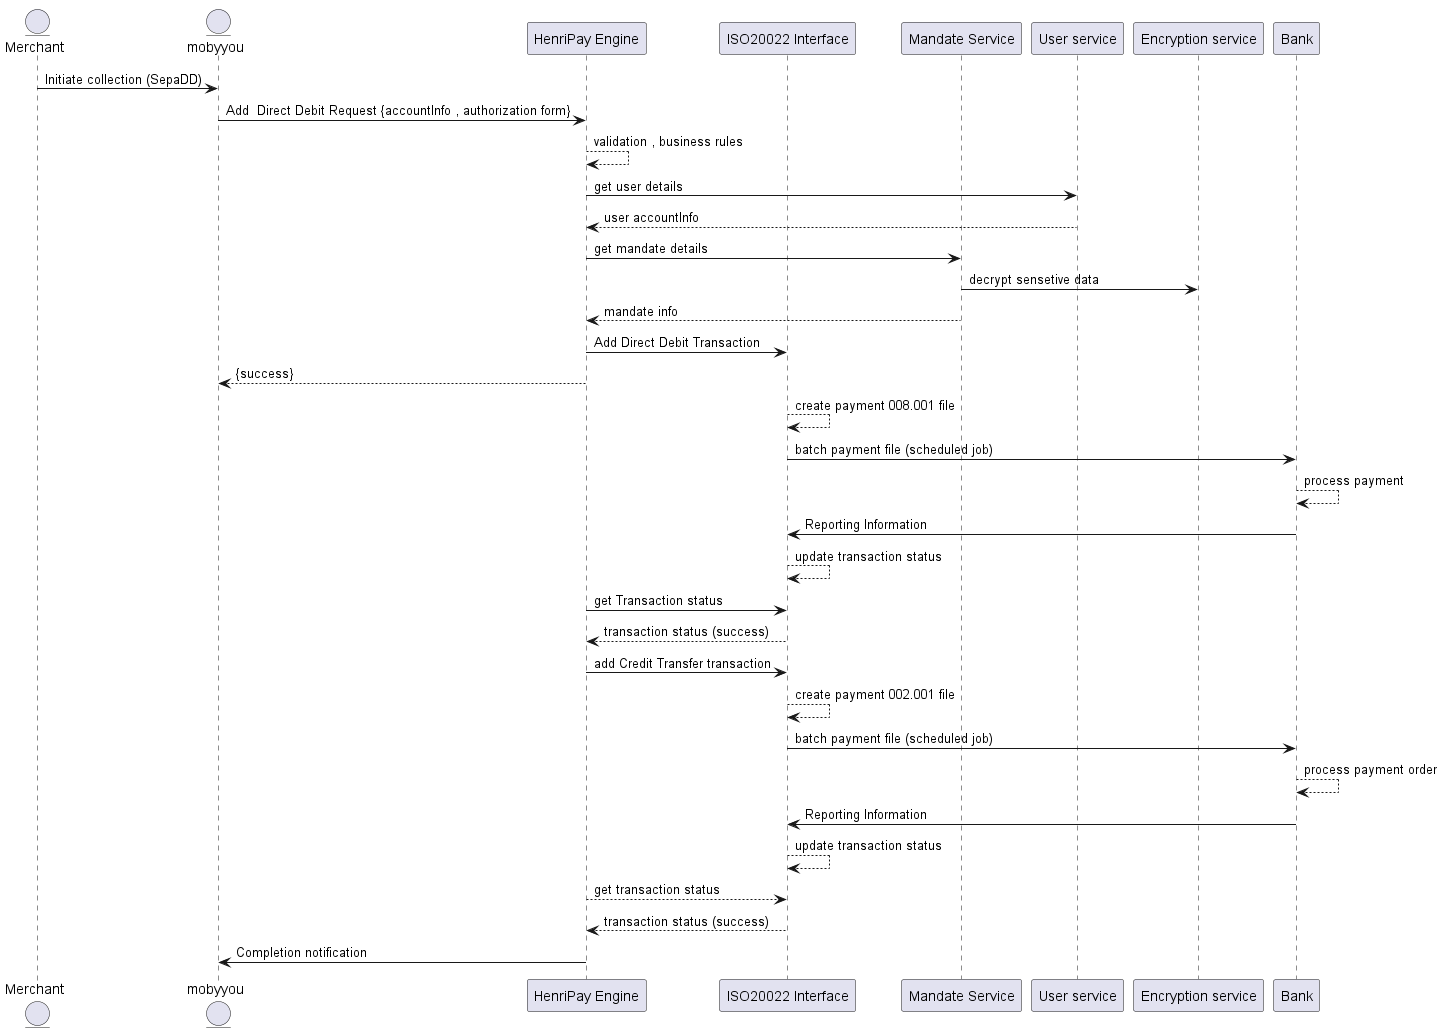 Merchant
mobyyou
HenriPay Engine
ISO20022 Interface
Mandate Service
User service
Encryption service
Bank
Initiate collection (SepaDD)
Add  Direct Debit Request {accountInfo , authorization form}
validation , business rules
get user details
user accountInfo
get mandate details
decrypt sensetive data
mandate info
Add Direct Debit Transaction
{success}
create payment 008.001 file
batch payment file (scheduled job)
process payment
Reporting Information
update transaction status
get Transaction status
transaction status (success)
add Credit Transfer transaction
create payment 002.001 file
batch payment file (scheduled job)
process payment order
Reporting Information
update transaction status
get transaction status
transaction status (success)
Completion notification
Merchant
mobyyou
HenriPay Engine
ISO20022 Interface
Mandate Service
User service
Encryption service
Bank